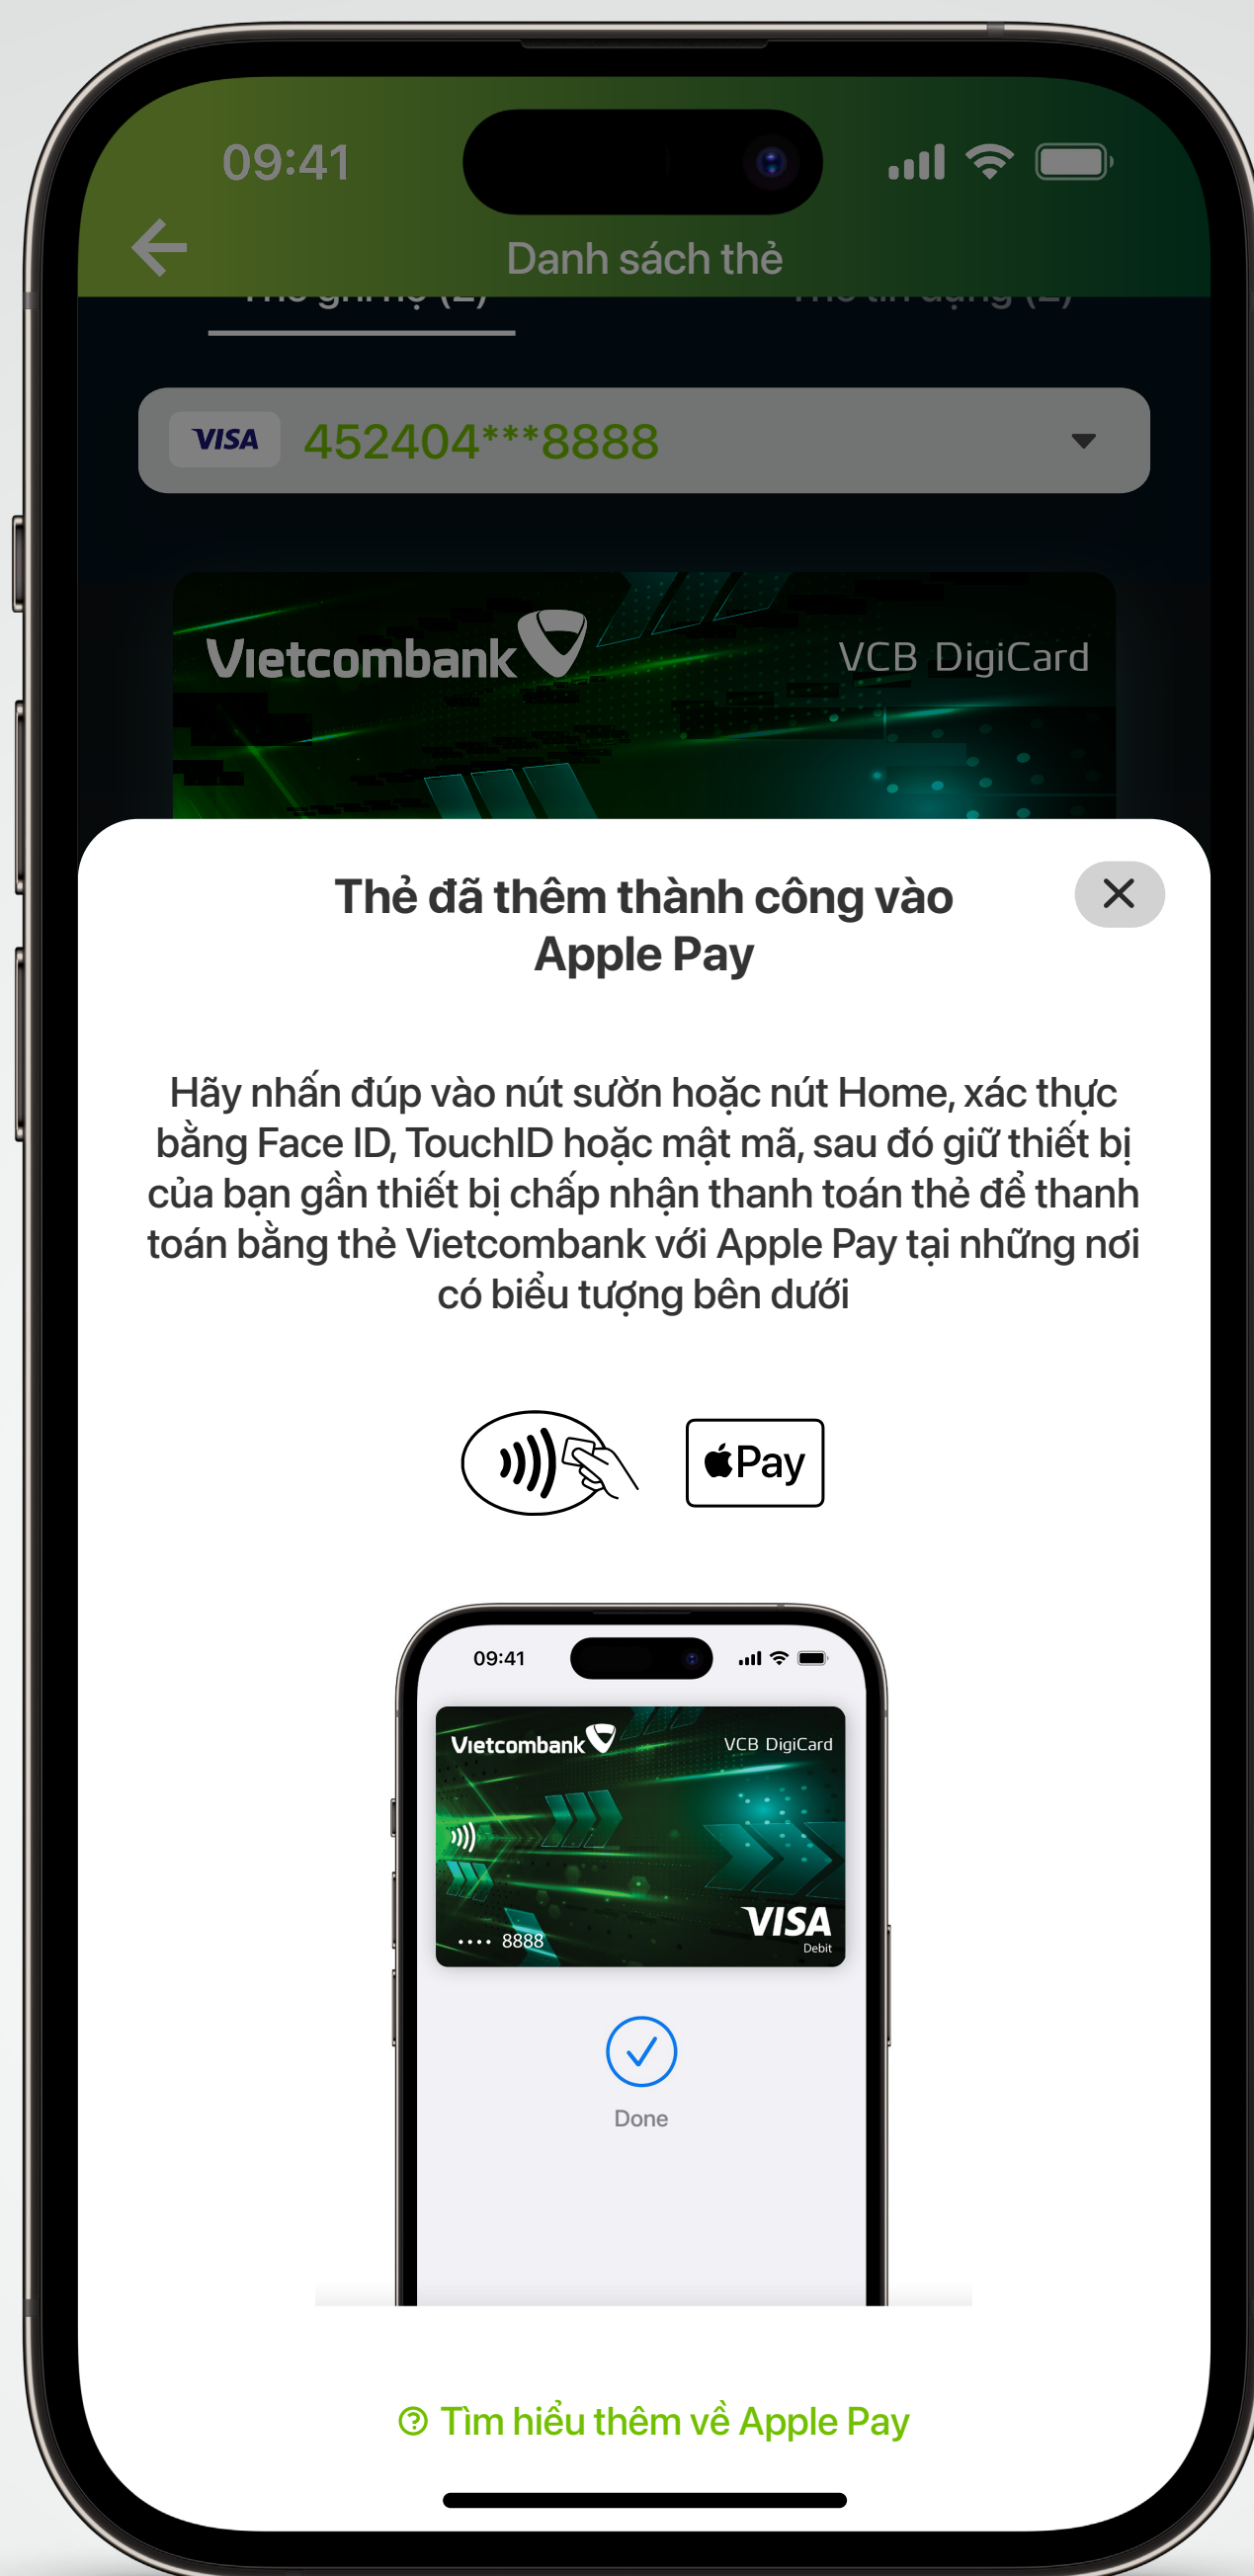 09:41
Danh sách thẻ
VISA 452404***8888
Vietcombank VCB DigiCard
Thẻ đã thêm thành công vào
Apple Pay
Hãy nhấn đúp vào nút sườn hoặc nút Home, xác thực
bằng Face ID, TouchID hoặc mật mã, sau đó giữ thiết bị
của bạn gần thiết bị chấp nhận thanh toán thẻ để thanh
toán bằng thẻ Vietcombank với Apple Pay tại những nơi
có biểu tượng bên dưới
Pay
09:41
Vietcombank VCB DigiCard
VISA
Debit
•••• 8888
Done
Tìm hiểu thêm về Apple Pay